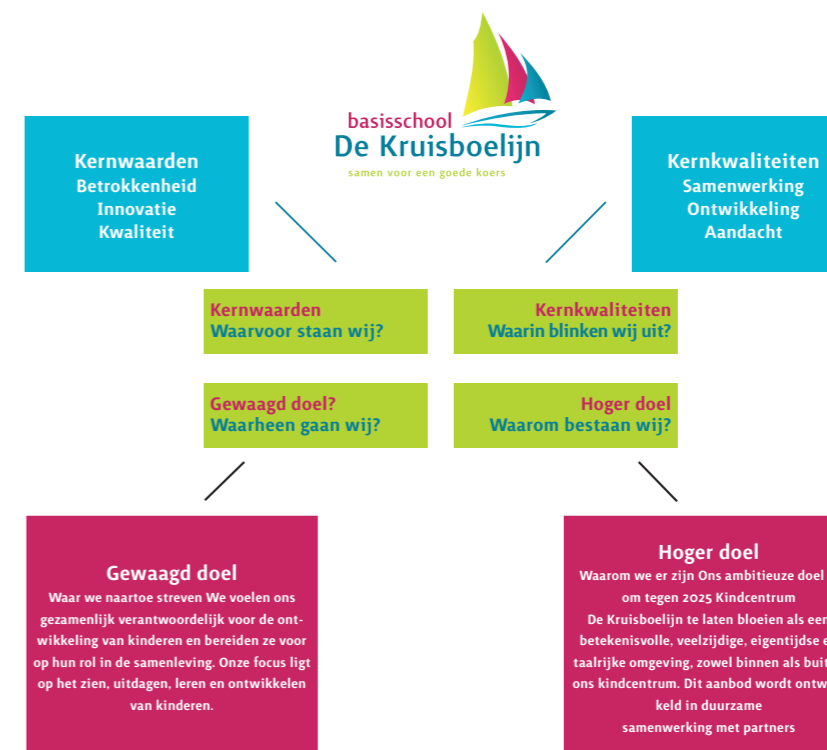 basisschool
De Kruisboelijn
samen voor een goede koers
Kernwaarden
Betrokkenheid
Innovatie
Kwaliteit
Kernkwaliteiten
Samenwerking
Ontwikkeling
Aandacht
Kernwaarden
Waarvoor staan wij?
Kernkwaliteiten
Waarin blinken wij uit?
Gewaagd doel?
Waarheen gaan wij?
Hoger doel
Waarom bestaan wij?
Gewaagd doel
Waar we naartoe streven We voelen ons
gezamenlijk verantwoordelijk voor de ont-
wikkeling van kinderen en bereiden ze voor
op hun rol in de samenleving. Onze focus ligt
op het zien, uitdagen, leren en ontwikkelen
van kinderen.
Hoger doel
Waarom we er zijn Ons ambitieuze doel
om tegen 2025 Kindcentrum
De Kruisboelijn te laten bloeien als een
betekenisvolle, veelzijdige, eigentijdse
taalrijke omgeving, zowel binnen als
ons kindcentrum. Dit aanbod wordt
keld in duurzame
samenwerking met partners